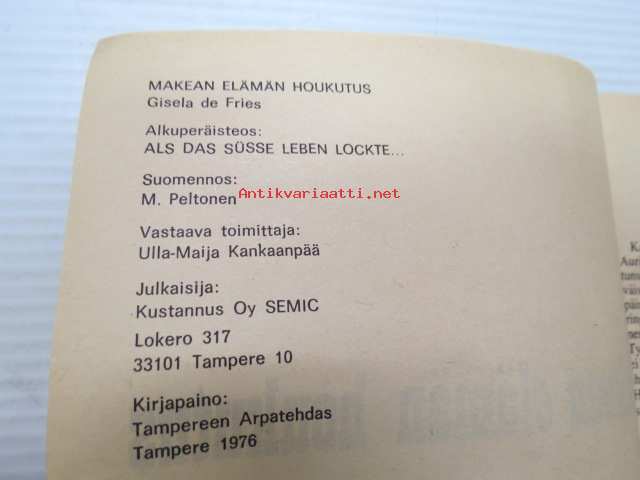 MAKEAN ELÄMÄN HOUKUTUS
Gisela de Fries
Alkuperäisteos:
ALS DAS SÜSSE LEBEN LOCKTE...
Suomennos:
M. Peltonen
Antikvariaatti.net
Vastaava toimittaja:
Ulla-Maija Kankaanpää
Julkaisija:
Kustannus Oy SEMIC
Lokero 317
33101 Tampere 10
Kirjapaino:
Tampereen Arpatehdas
Tampere 1976